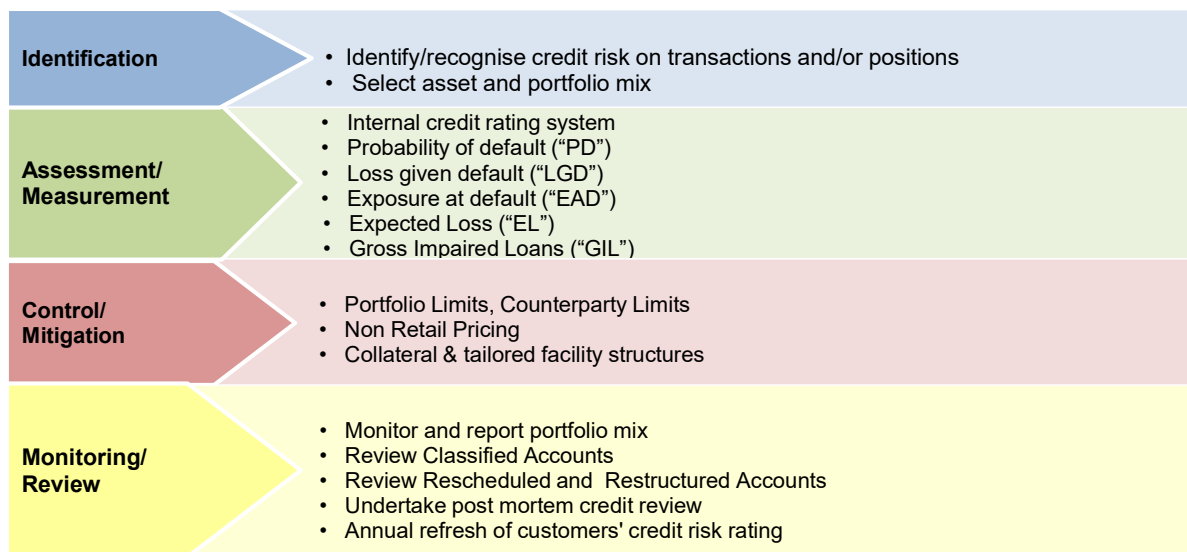 Identification
• Identify/recognise credit risk on transactions and/or positions
• Select asset and portfolio mix
Assessment/
Measurement
• Internal credit rating system
• Probability of default (“PD”)
• Loss given default (“LGD”)
• Exposure at default (“EAD”)
• Expected Loss (“EL”)
• Gross Impaired Loans (“GIL”)
Control/
Mitigation
• Portfolio Limits, Counterparty Limits
• Non Retail Pricing
• Collateral & tailored facility structures
Monitoring/
Review
• Monitor and report portfolio mix
• Review Classified Accounts
• Review Rescheduled and Restructured Accounts
• Undertake post mortem credit review
• Annual refresh of customers' credit risk rating